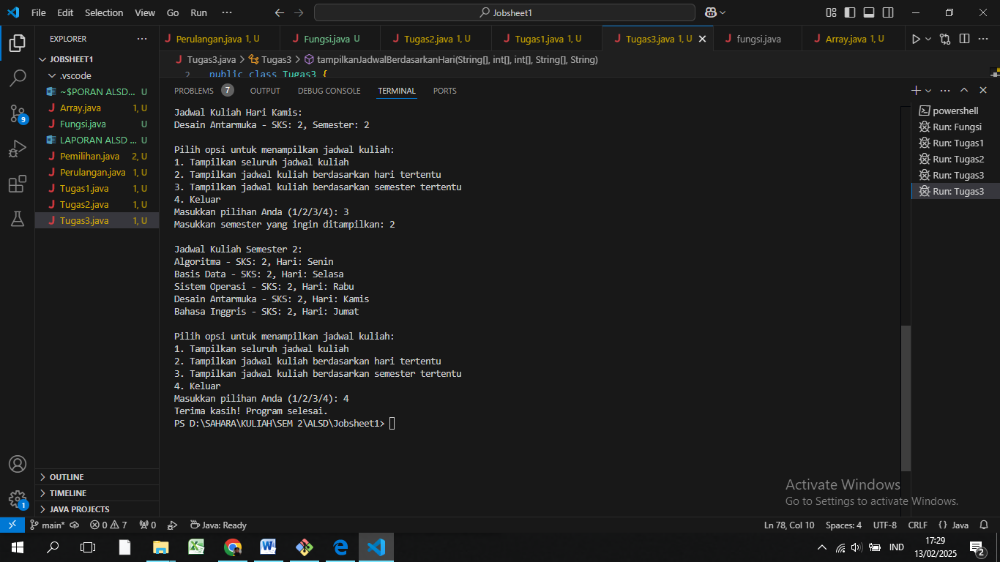 File Edit Selection View Go Run ··· Jobsheet1
EXPLORER ···
JOBSHEET1
.vscode
~$PORAN ALSD... U
Array.java 1, U
Fungsi.java U
LAPORAN ALSD ... U
Pemilihan.java 2, U
Perulangan.java 1, U
Tugas1.java 1, U
Tugas2.java 1, U
Tugas3.java 1, U
OUTLINE
TIMELINE
JAVA PROJECTS
9
1
Perulangan.java 1, U Fungsi.java U Tugas2.java 1, U Tugas1.java 1, U Tugas3.java 1, U fungsi.java Array.java 1, U
Tugas3.java > Tugas3 > tampilkanJadwalBerdasarkanHari(String[], int[], int[], String[], String)
2 public class Tugas3 {
PROBLEMS 7 OUTPUT DEBUG CONSOLE TERMINAL PORTS
Jadwal Kuliah Hari Kamis:
Desain Antarmuka - SKS: 2, Semester: 2
Pilih opsi untuk menampilkan jadwal kuliah:
1. Tampilkan seluruh jadwal kuliah
2. Tampilkan jadwal kuliah berdasarkan hari tertentu
3. Tampilkan jadwal kuliah berdasarkan semester tertentu
4. Keluar
Masukkan pilihan Anda (1/2/3/4): 3
Masukkan semester yang ingin ditampilkan: 2
Jadwal Kuliah Semester 2:
Algoritma - SKS: 2, Hari: Senin
Basis Data - SKS: 2, Hari: Selasa
Sistem Operasi - SKS: 2, Hari: Rabu
Desain Antarmuka - SKS: 2, Hari: Kamis
Bahasa Inggris - SKS: 2, Hari: Jumat
Pilih opsi untuk menampilkan jadwal kuliah:
1. Tampilkan seluruh jadwal kuliah
2. Tampilkan jadwal kuliah berdasarkan hari tertentu
3. Tampilkan jadwal kuliah berdasarkan semester tertentu
4. Keluar
Masukkan pilihan Anda (1/2/3/4): 4
Terima kasih! Program selesai.
PS D:\SAHARA\KULIAH\SEM 2\ALSD\Jobsheet1>
powershell
Run: Fungsi
Run: Tugas1
Run: Tugas2
Run: Tugas3
Run: Tugas3
Activate Windows
Go to Settings to activate Windows.
main* 0 7 0 Java: Ready Ln 78, Col 10 Spaces: 4 UTF-8 CRLF {} Java
IND
17:29
13/02/2025
2